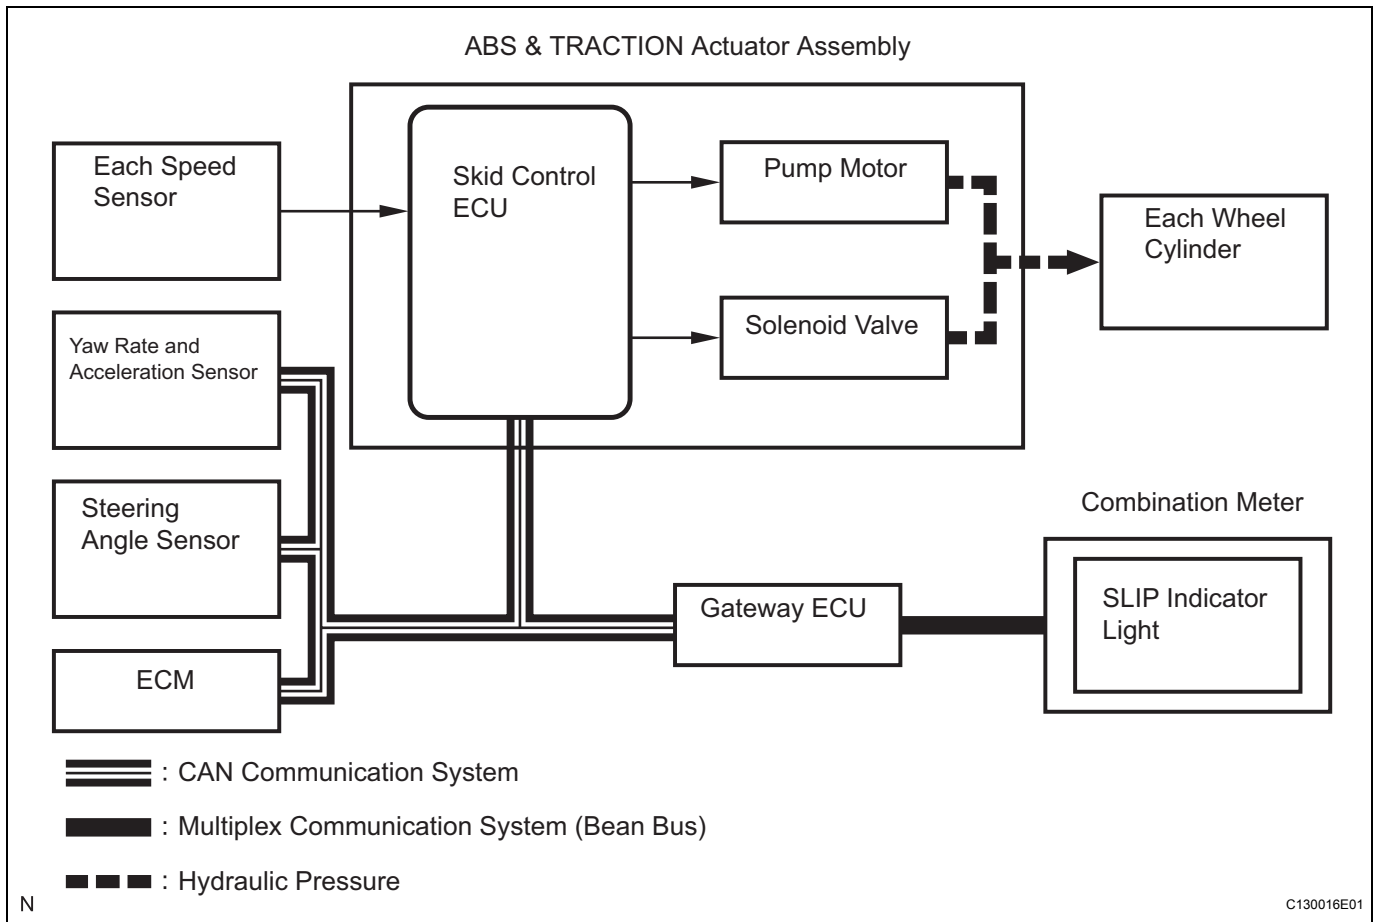 ABS & TRACTION Actuator Assembly
Each Speed
Sensor
Skid Control
ECU
Pump Motor
Each Wheel
Cylinder
Yaw Rate and
Acceleration Sensor
Solenoid Valve
Steering
Angle Sensor
Combination Meter
Gateway ECU
SLIP Indicator
Light
ECM
: CAN Communication System
: Multiplex Communication System (Bean Bus)
: Hydraulic Pressure
N
C130016E01